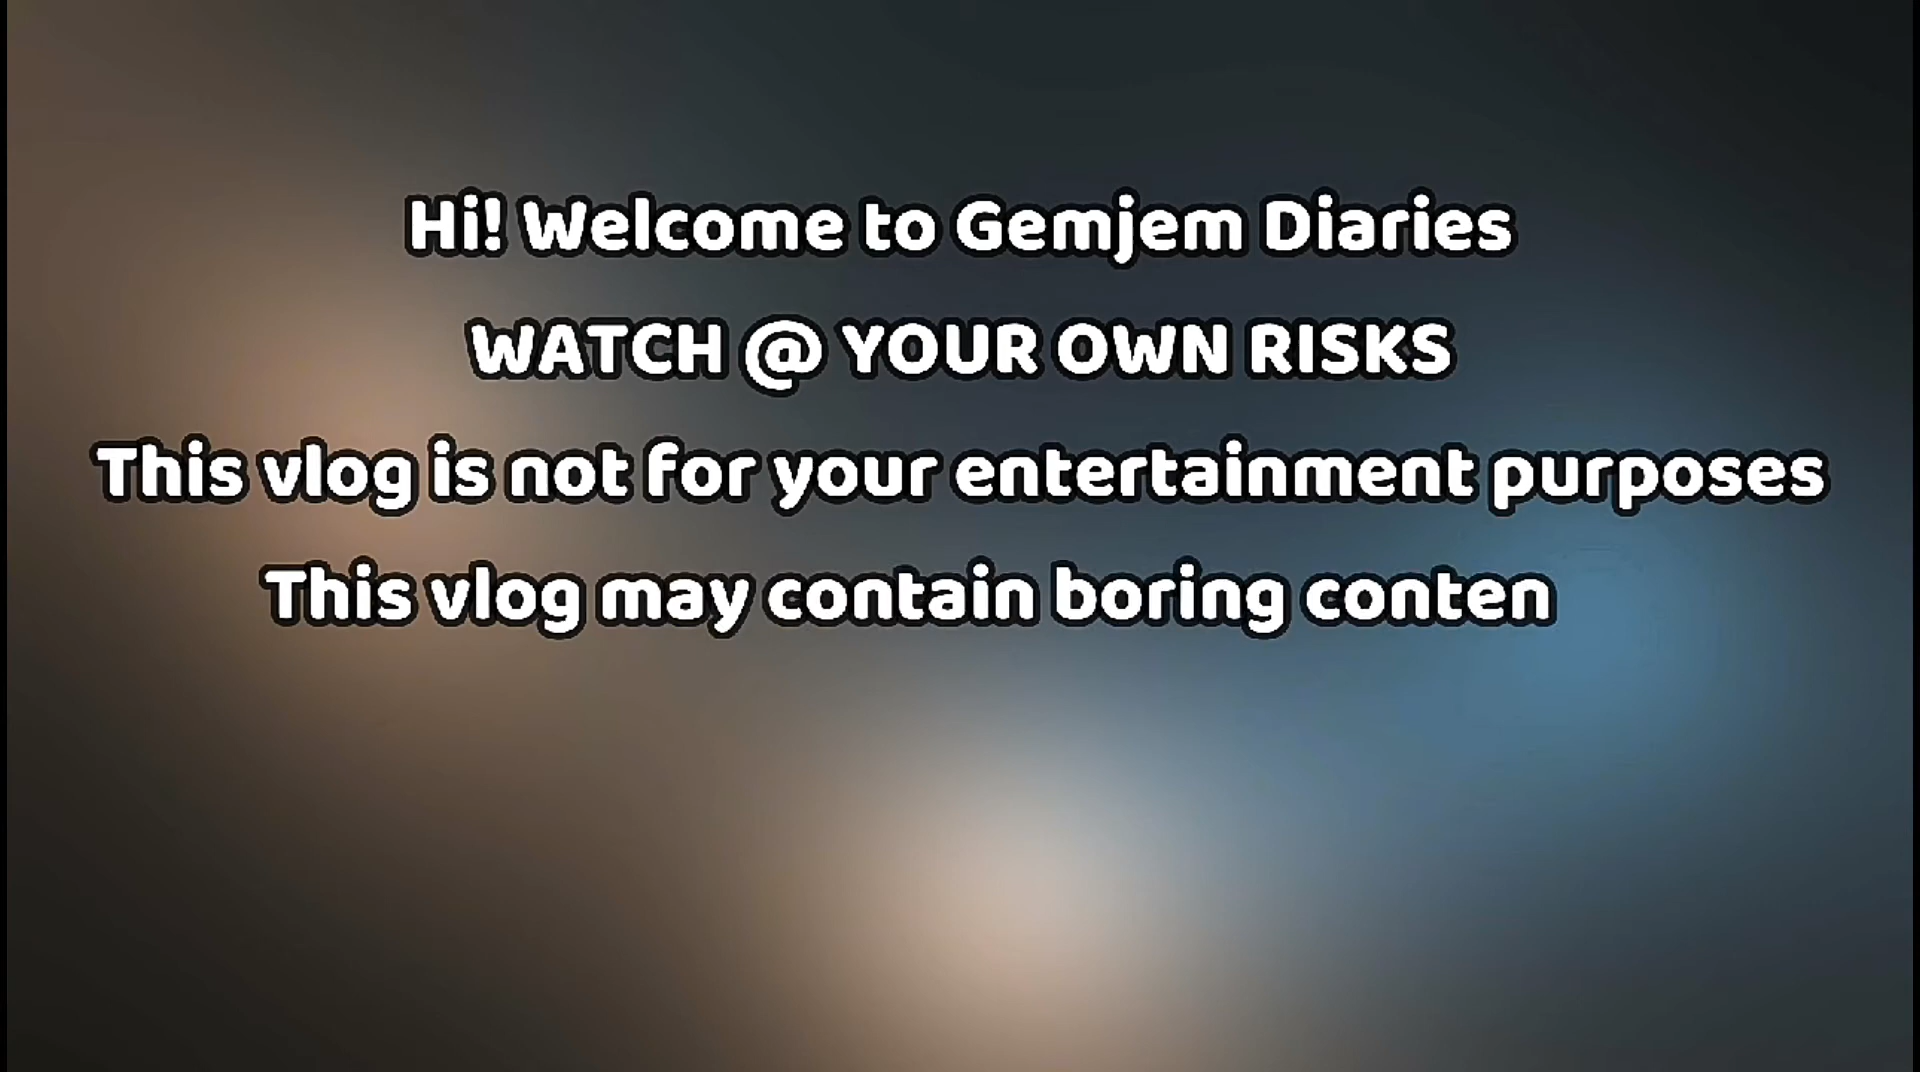 Hi! Welcome to Gemjem Diaries
WATCH @ YOUR OWN RISKS
This vlog is not for your entertainment purposes
This vlog may contain boring conten